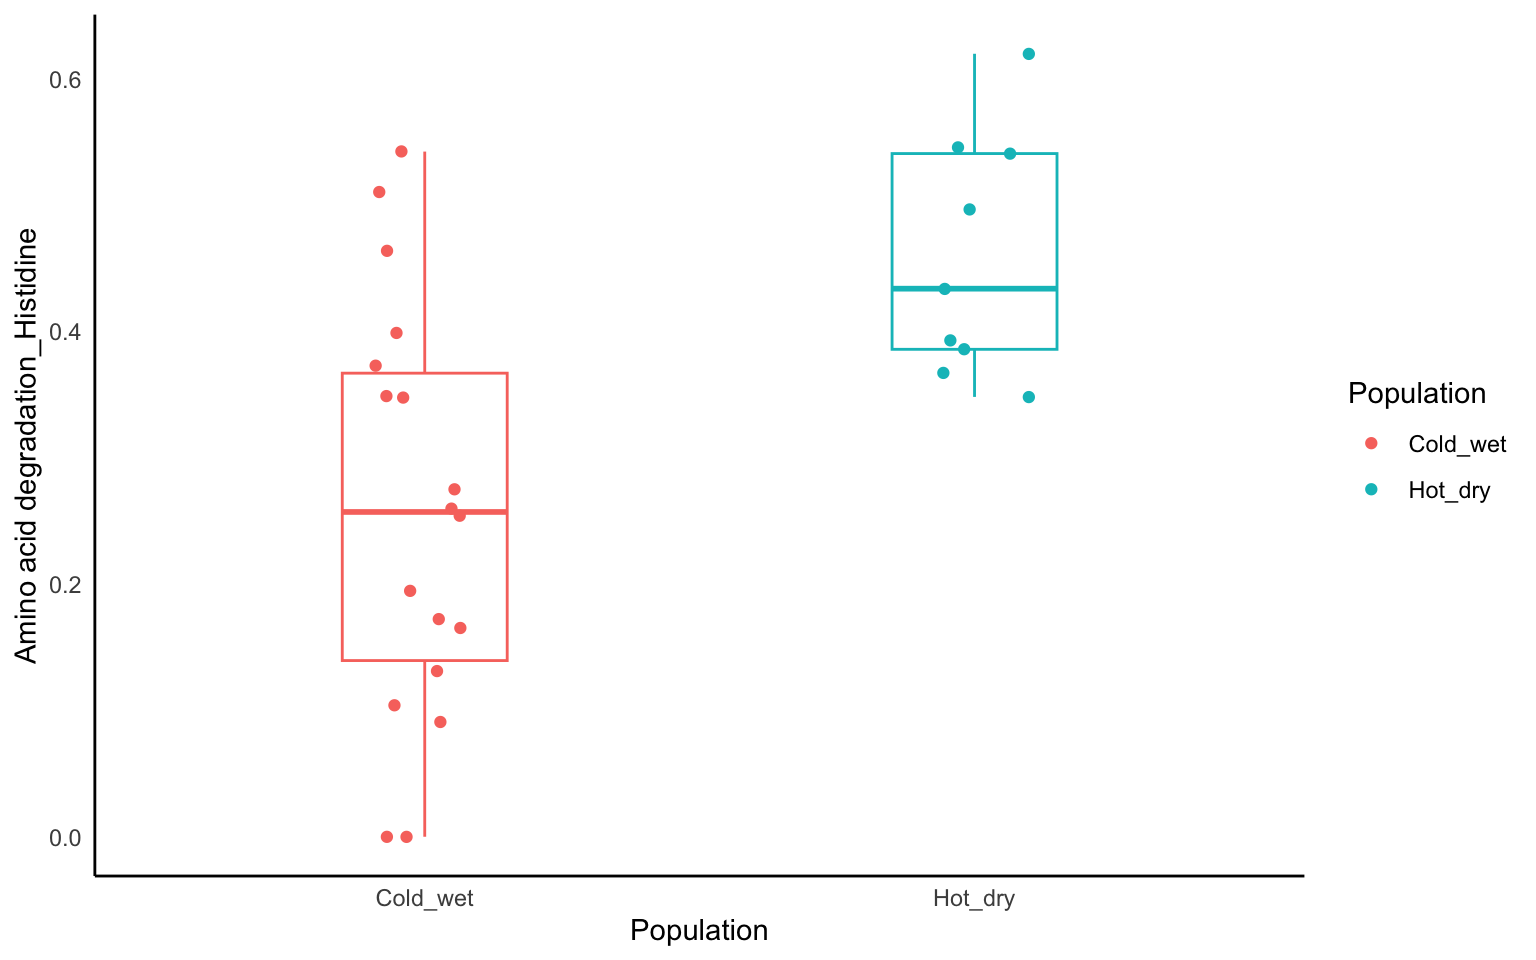 Amino acid degradation_Histidine
0.6
0.4
0.2
0.0
Cold_wet
Hot_dry
Population
Population
Cold_wet
Hot_dry